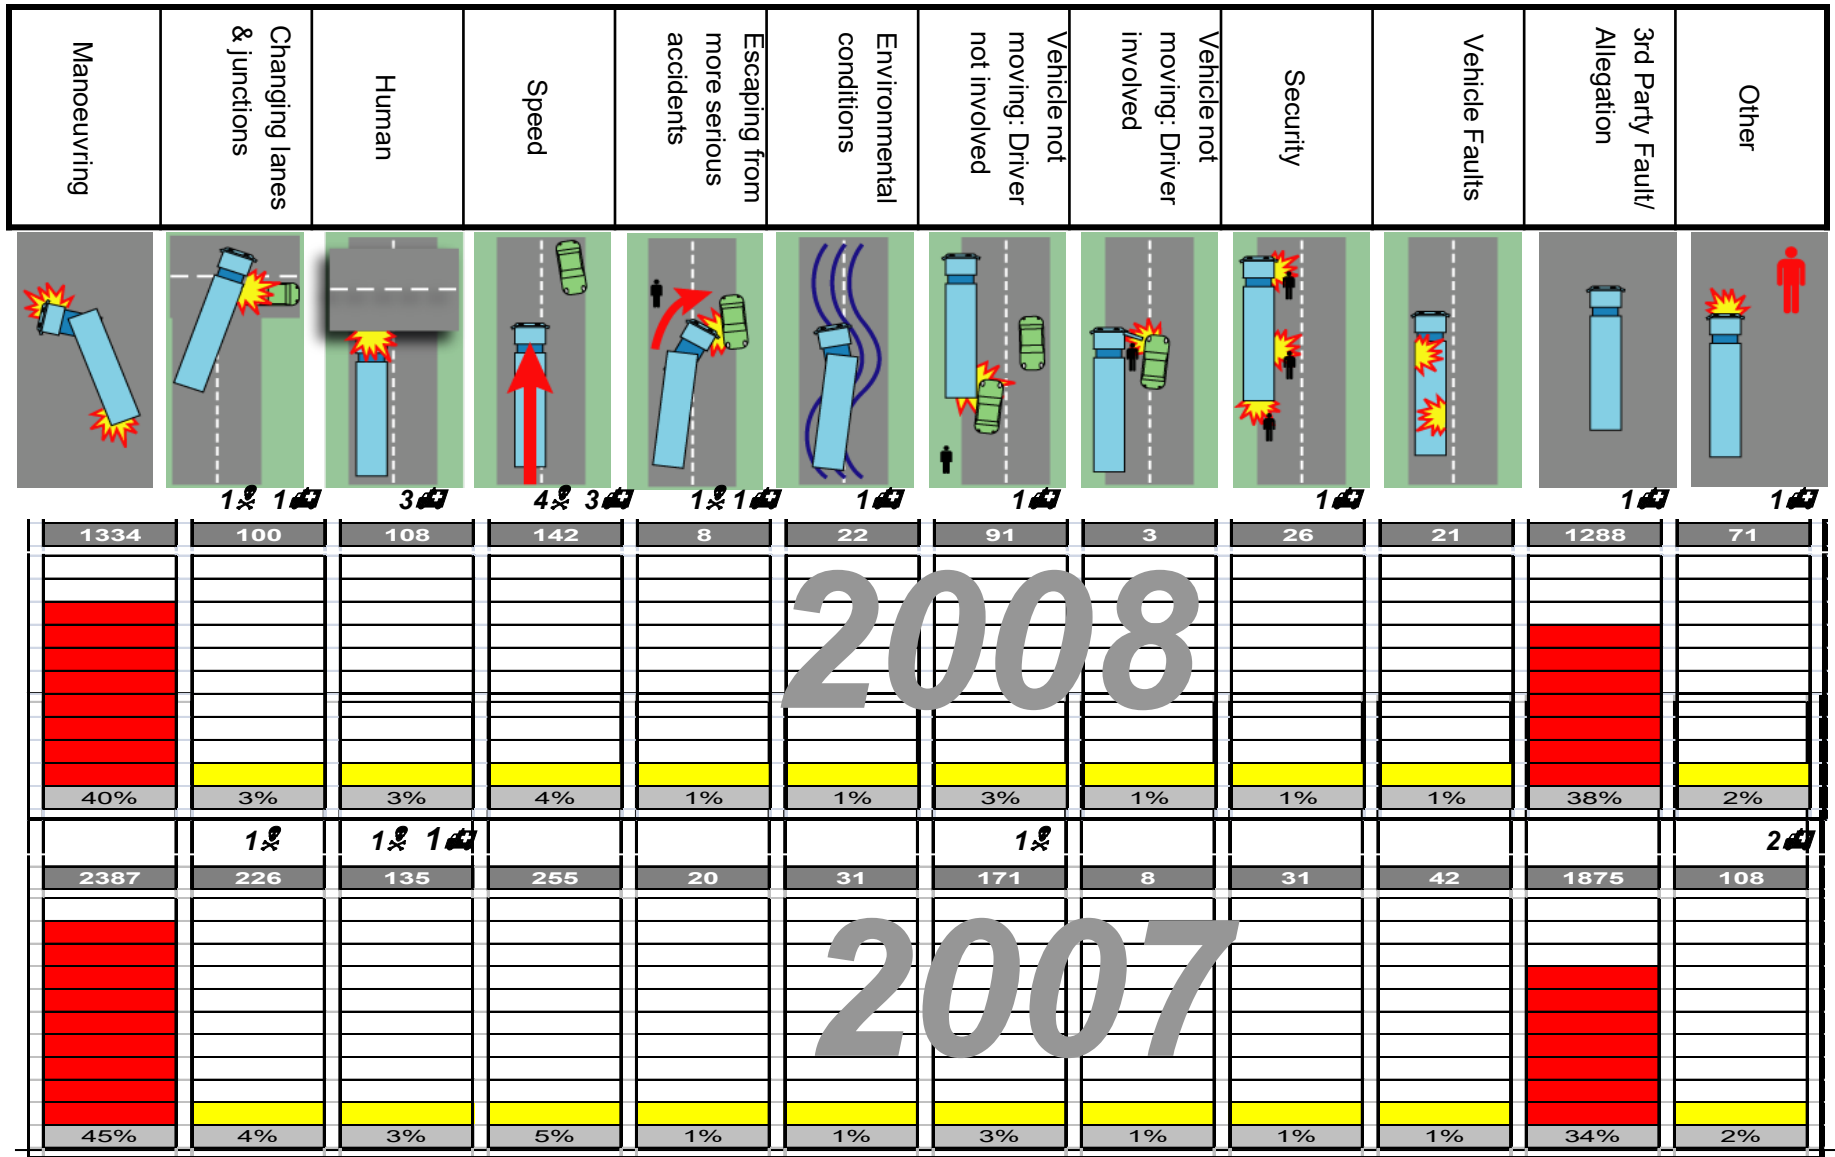 Manoeuvring
Changing lanes
& junctions
Human
Speed
Escaping from
more serious
accidents
Environmental
conditions
Vehicle not
moving: Driver
not involved
Vehicle not
moving: Driver
involved
Security
Vehicle Faults
3rd Party Fault/
Allegation
Other
1 1 3 4 3 1 1 1 1 1 1 1
1334 100 108 142 8 22 91 3 26 21 1288 71
2008
40% 3% 3% 4% 1% 1% 3% 1% 1% 1% 38% 2%
1 1 1 1 2
2387 226 135 255 20 31 171 8 31 42 1875 108
2007
45% 4% 3% 5% 1% 1% 3% 1% 1% 1% 34% 2%